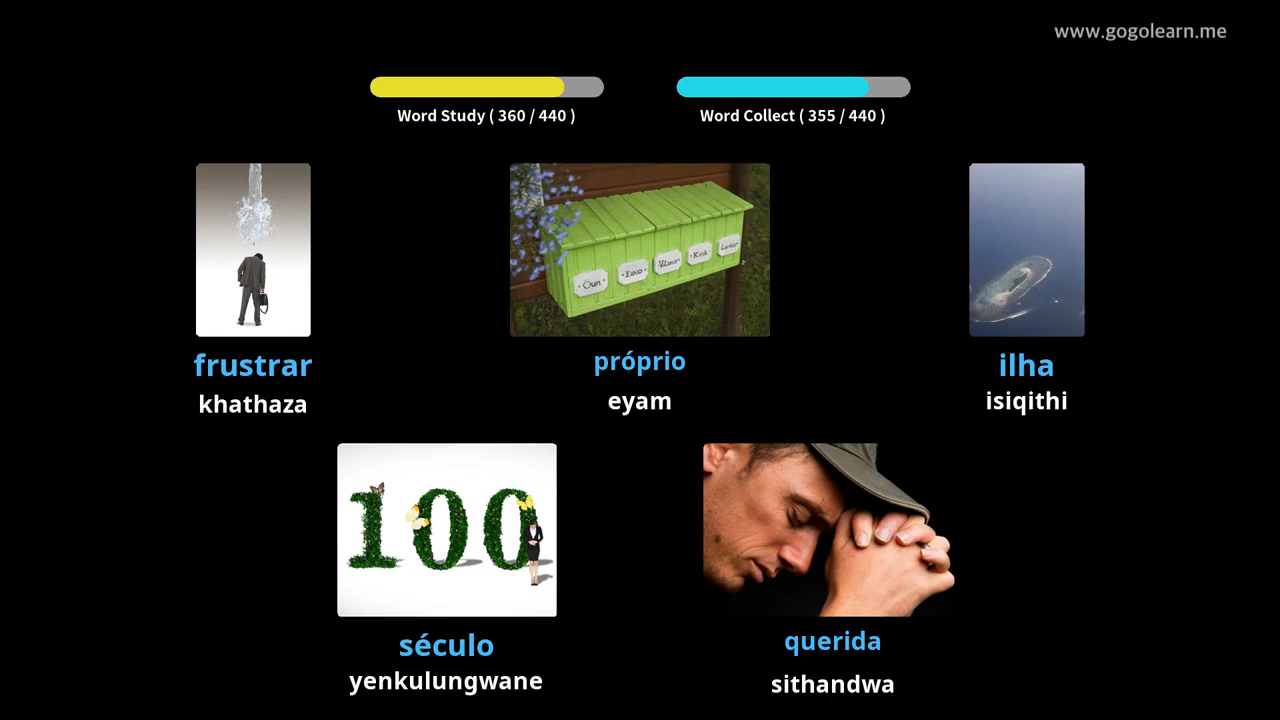 www.gogolearn.me
Word Study ( 360 / 440 )
Word Collect ( 355 / 440 )
frustrar
khathaza
próprio
eyam
ilha
isiqithi
100
século
yenkulungwane
querida
sithandwa